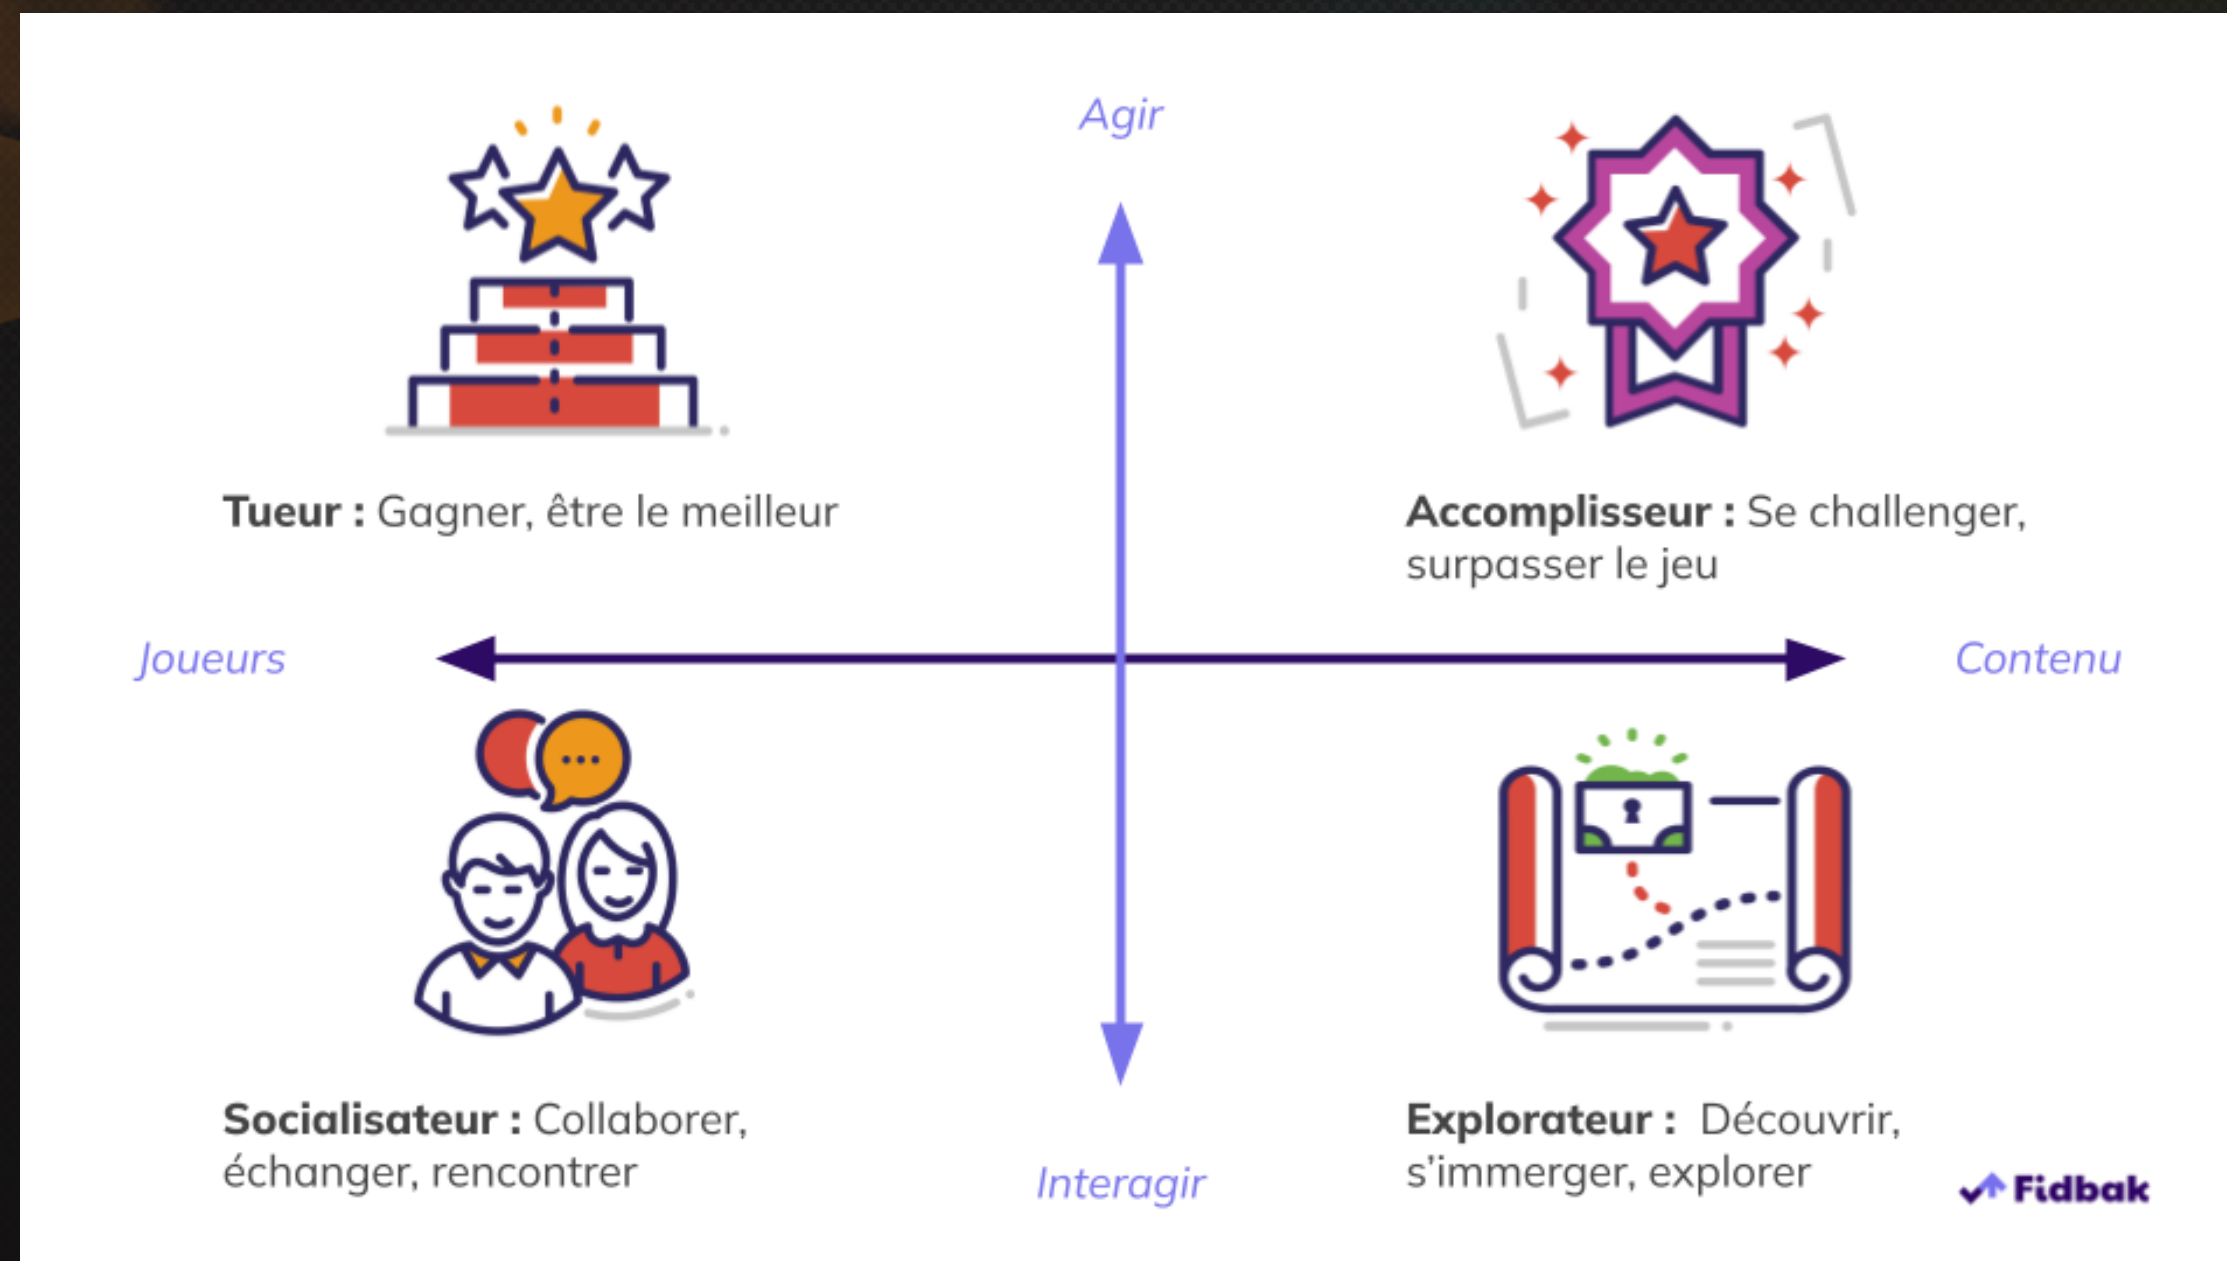 Agir
Tueur : Gagner, être le meilleur
Accomplisseur : Se challenger,
surpasser le jeu
Joueurs
Contenu
Socialisateur : Collaborer,
échanger, rencontrer
Explorateur :  Découvrir,
s'immerger, explorer
Interagir
Fidbak